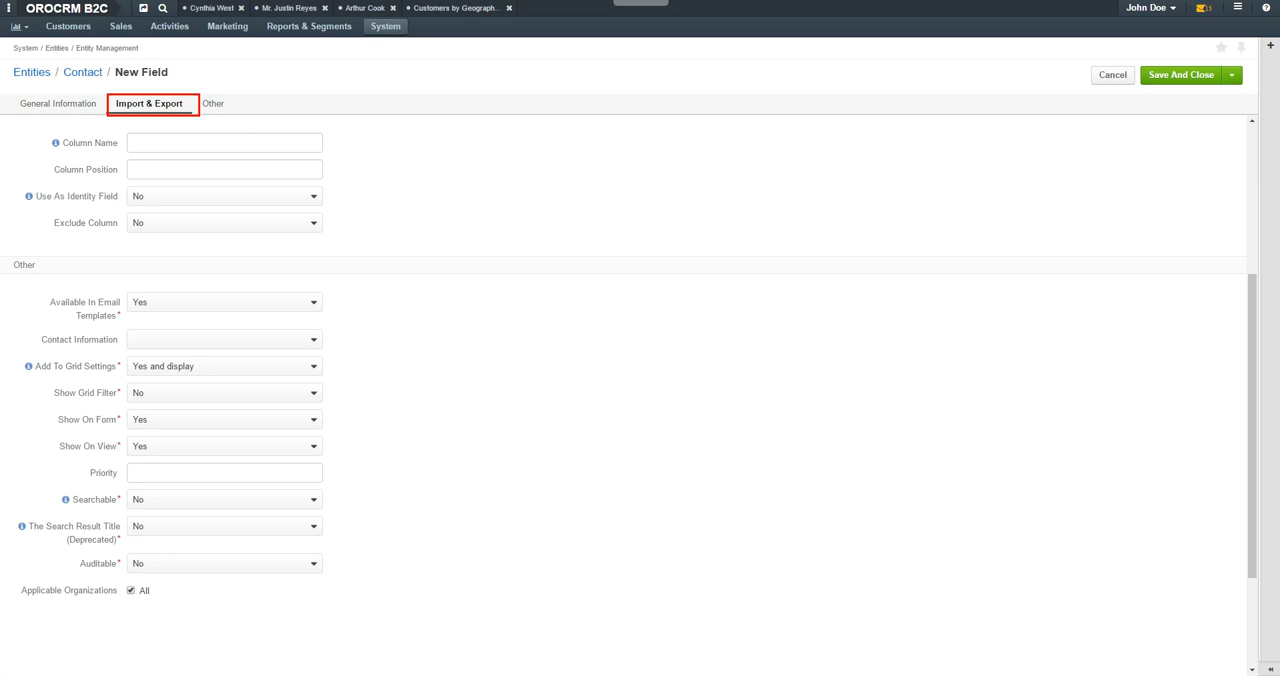 OROCRM B2C
Cynthia West
Mr. Justin Reyes
Arthur Cook
Customers by Geograph...
John Doe
15
Customers
Sales
Activities
Marketing
Reports & Segments
System
System / Entities / Entity Management
Entities / Contact / New Field
Cancel
Save And Close
General Information
Import & Export
Other
Column Name
Column Position
Use As Identity Field
No
Exclude Column
No
Other
Available In Email
Templates*
Yes
Contact Information
Add To Grid Settings*
Yes and display
Show Grid Filter*
No
Show On Form*
Yes
Show On View*
Yes
Priority
Searchable*
No
The Search Result Title
(Deprecated)*
No
Auditable*
No
Applicable Organizations
All